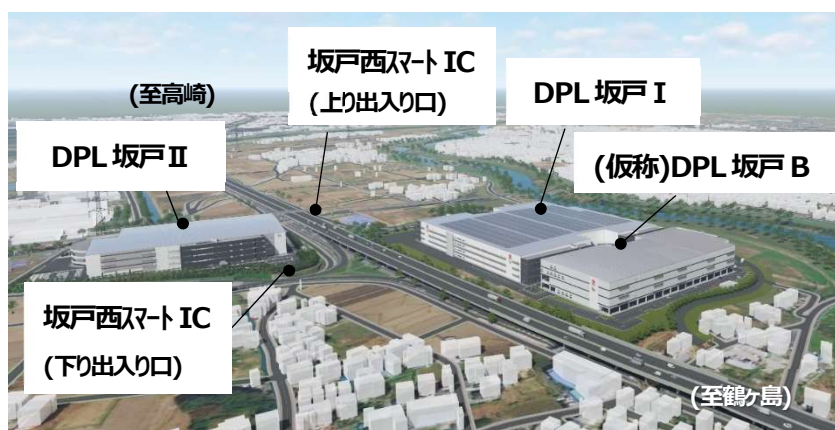 坂戸西スマートIC
(上り出入り口)
DPL坂戸Ⅰ
(至高崎)
DPL坂戸Ⅱ
(仮称)DPL坂戸B
坂戸西スマートIC
(下り出入り口)
(至鶴ヶ島)